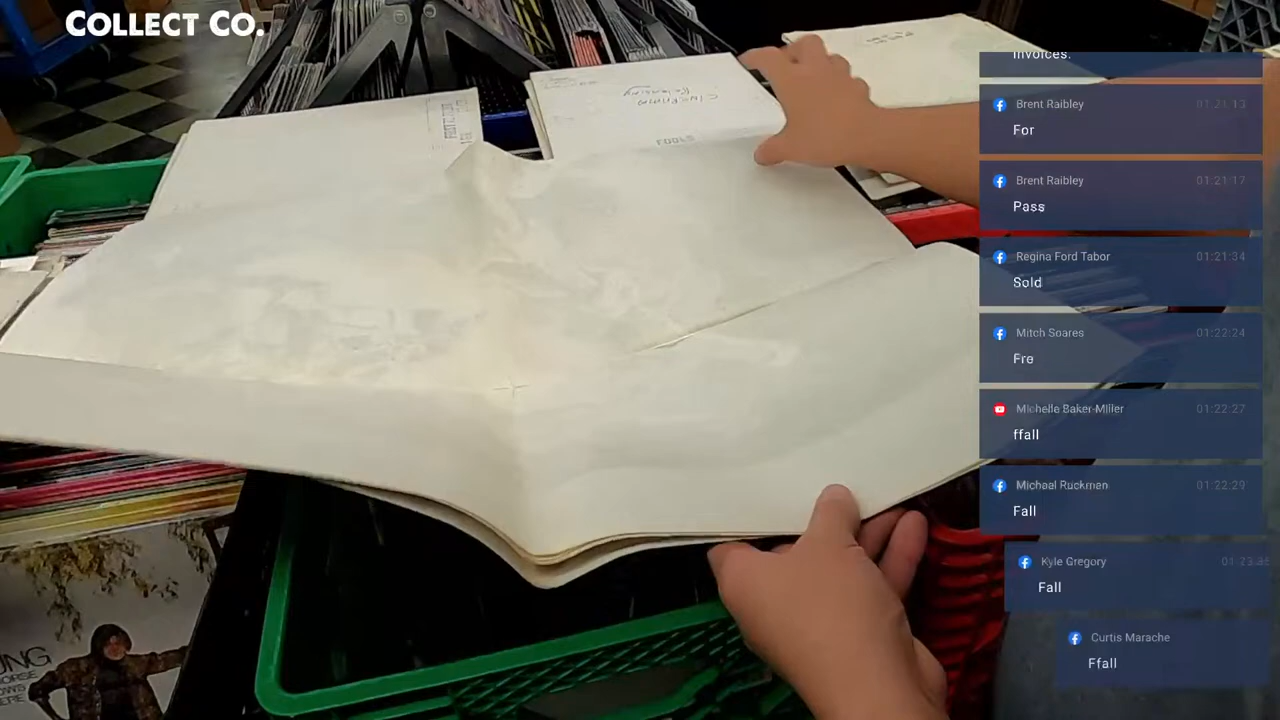 COLLECT CO.
invoices.
Brent Raibley 01:21:13
For
Brent Raibley 01:21:17
Pass
Regina Ford Tabor 01:21:34
Sold
Mitch Soares 01:22:24
Fre
Michelle Baker-Miller 01:22:27
ffall
Michael Ruckman 01:22:29
Fall
Kyle Gregory
Fall
Curtis Marache
Ffall